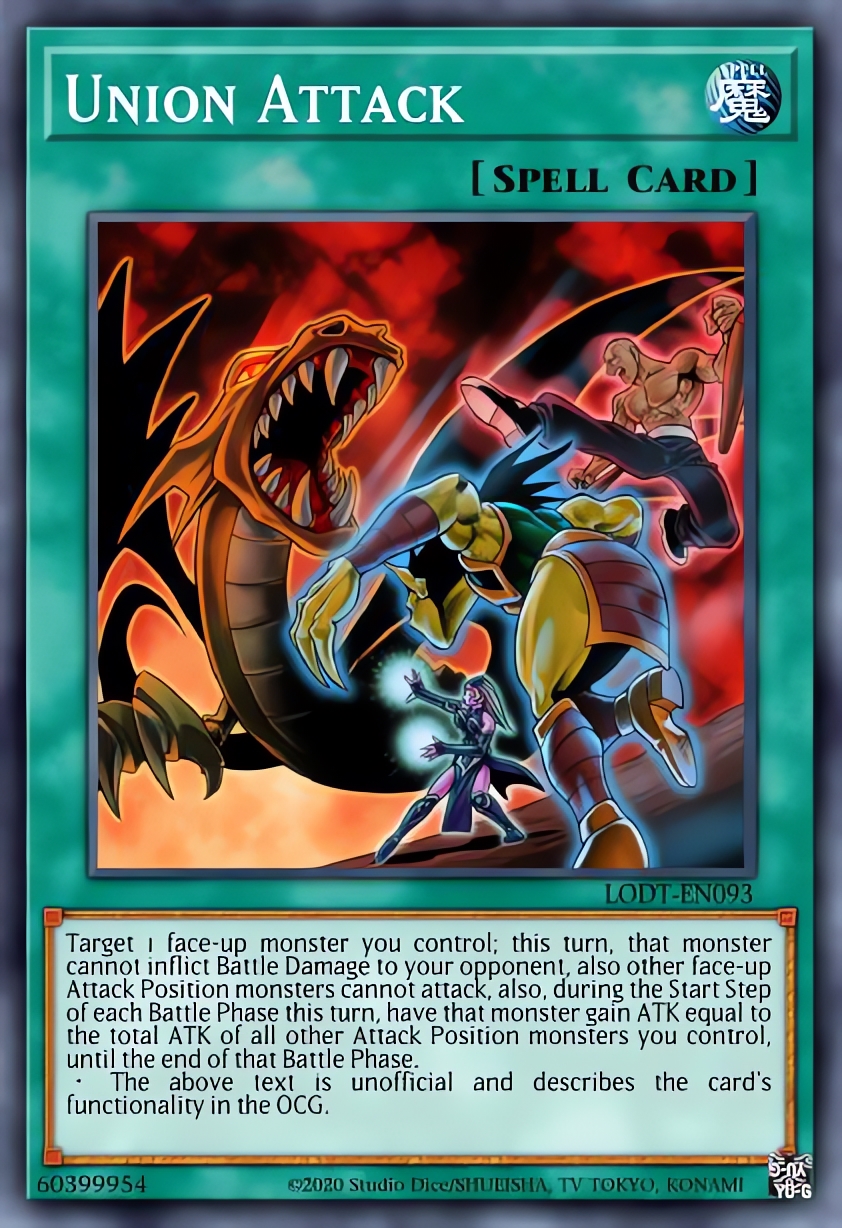 UNION ATTACK
魔
[SPELL CARD]
LODT-EN093
Target 1 face-up monster you control; this turn, that monster
cannot inflict Battle Damage to your opponent, also other face-up
Attack Position monsters cannot attack, also, during the Start Step
of each Battle Phase this turn, have that monster gain ATK equal to
the total ATK of all other Attack Position monsters you control,
until the end of that Battle Phase.
· The above text is unofficial and describes the card's
functionality in the OCG.
60399954
©2020 Studio Dice/SHUEISHA, TV TOKYO, KONAMI